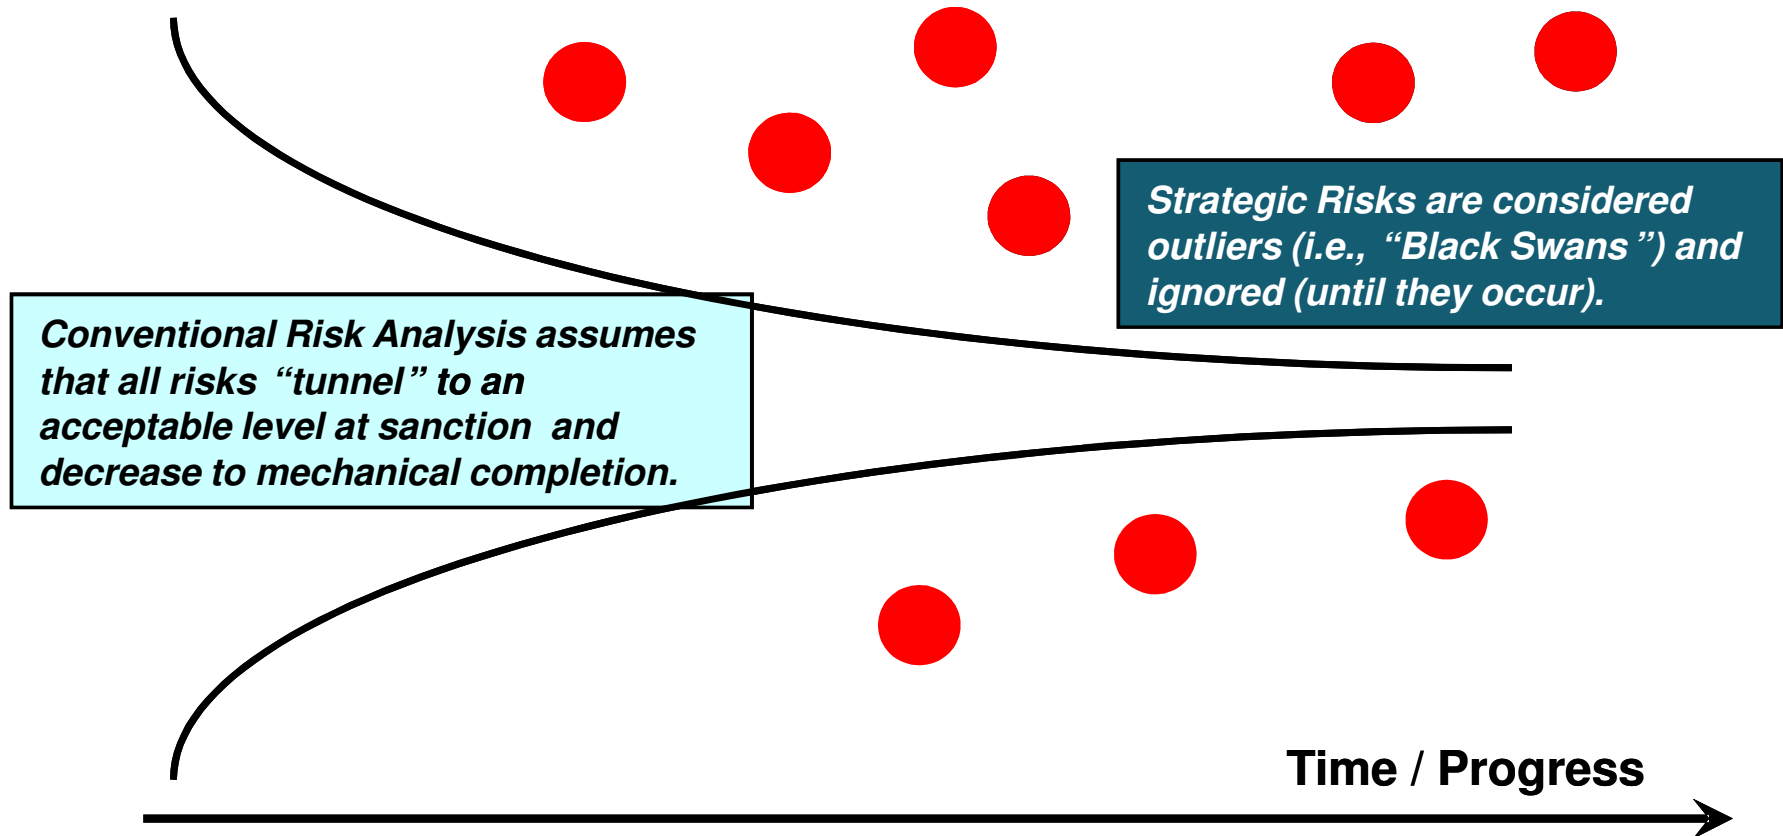 Strategic Risks are considered
outliers (i.e., “Black Swans”) and
ignored (until they occur).
Conventional Risk Analysis assumes
that all risks “tunnel” to an
acceptable level at sanction and
decrease to mechanical completion.
Time / Progress